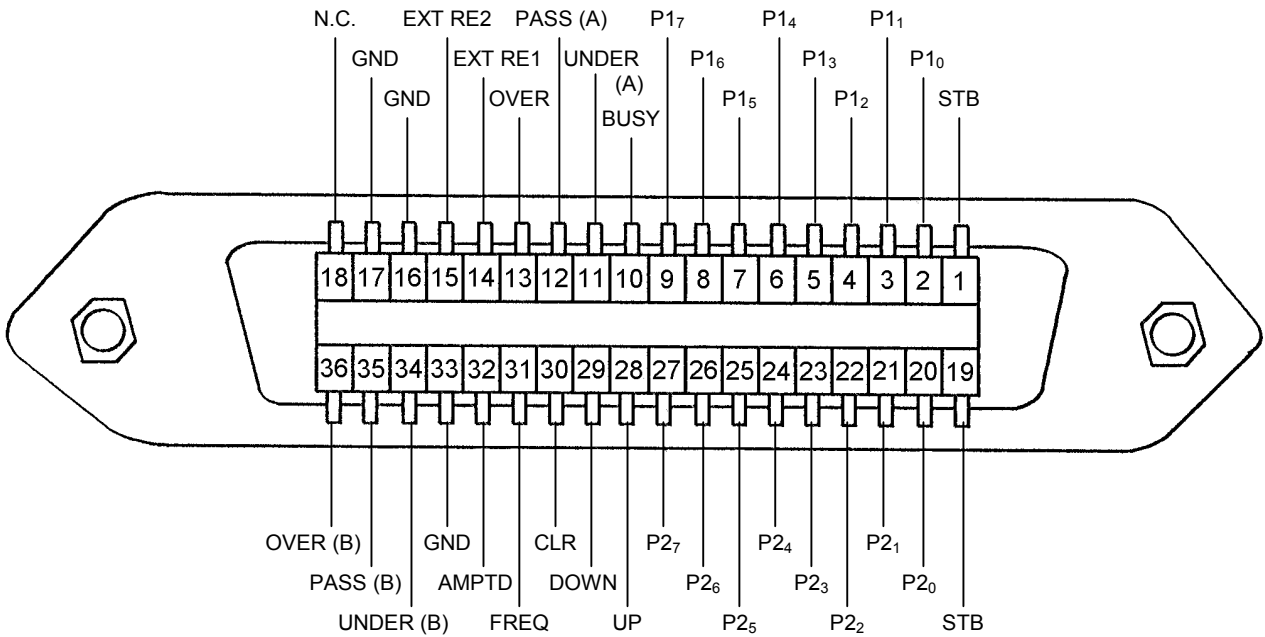 N.C. EXT RE2 PASS (A) P1₇ P1₄ P1₁
GND EXT RE1 UNDER (A) P1₆ P1₃ P1₀
GND OVER P1₅ P1₂ STB
BUSY
18 17 16 15 14 13 12 11 10 9 8 7 6 5 4 3 2 1
36 35 34 33 32 31 30 29 28 27 26 25 24 23 22 21 20 19
OVER (B) GND CLR P2₇ P2₄ P2₁
PASS (B) AMPTD DOWN P2₆ P2₃ P2₀
UNDER (B) FREQ UP P2₅ P2₂ STB